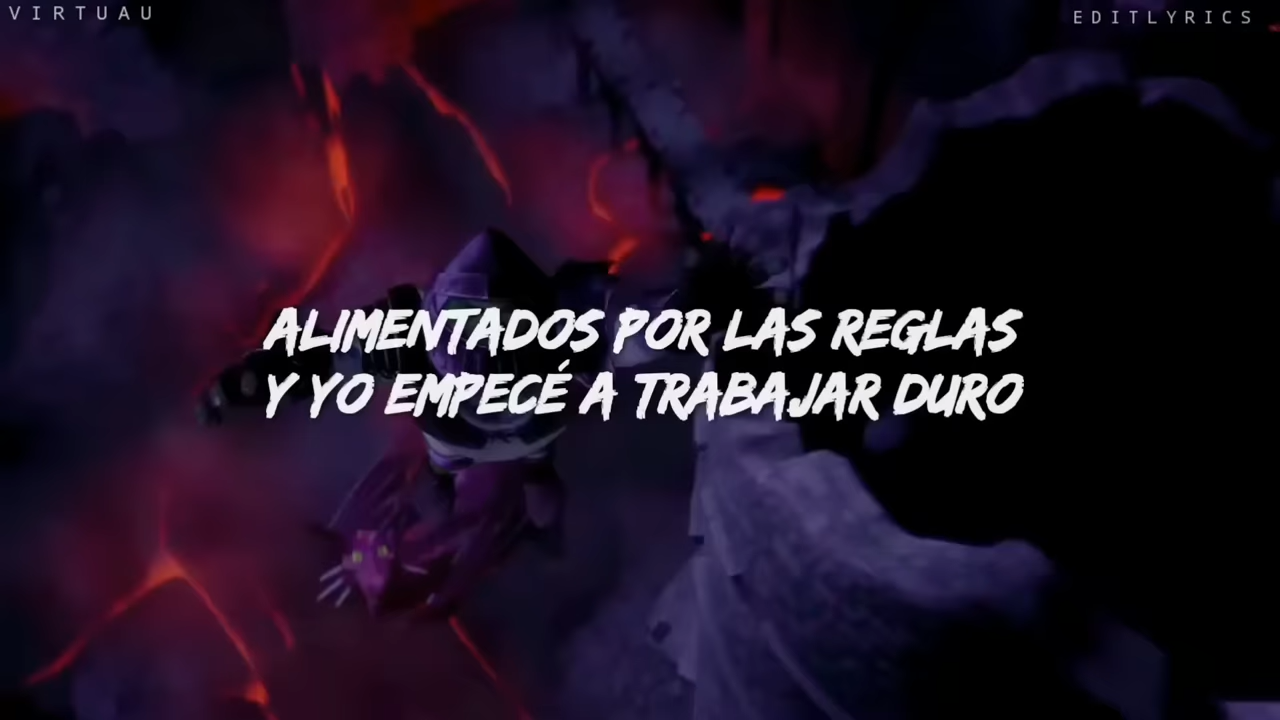 VIRTUAU
EDITLYRICS
ALIMENTADOS POR LAS REGLAS
Y YO EMPECÉ A TRABAJAR DURO